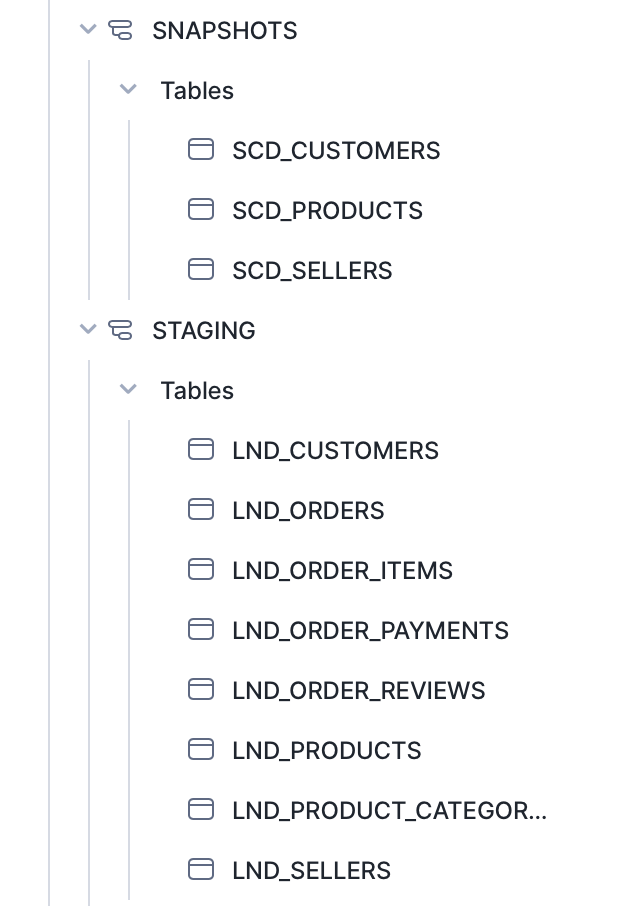 SNAPSHOTS
Tables
SCD_CUSTOMERS
SCD_PRODUCTS
SCD_SELLERS
STAGING
Tables
LND_CUSTOMERS
LND_ORDERS
LND_ORDER_ITEMS
LND_ORDER_PAYMENTS
LND_ORDER_REVIEWS
LND_PRODUCTS
LND_PRODUCT_CATEGOR...
LND_SELLERS